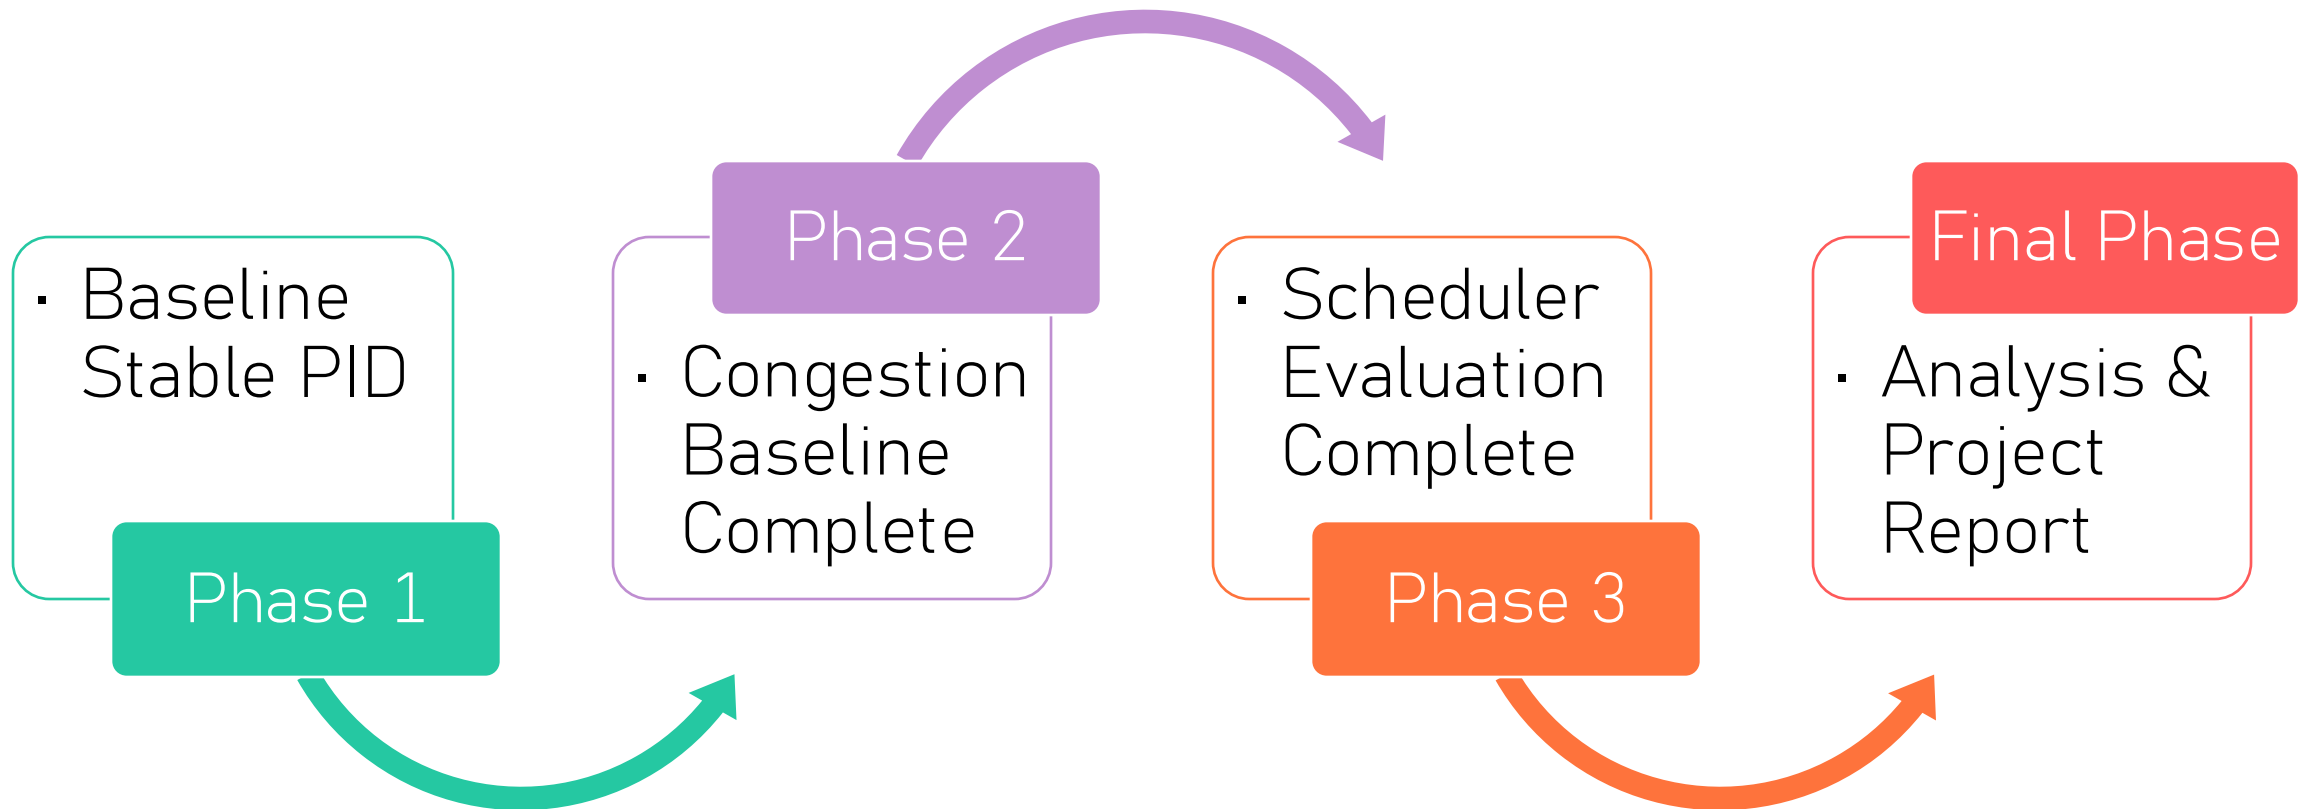 ▪ Baseline
Stable PID
Phase 1
Phase 2
▪ Congestion
Baseline
Complete
▪ Scheduler
Evaluation
Complete
Phase 3
Final Phase
▪ Analysis &
Project
Report